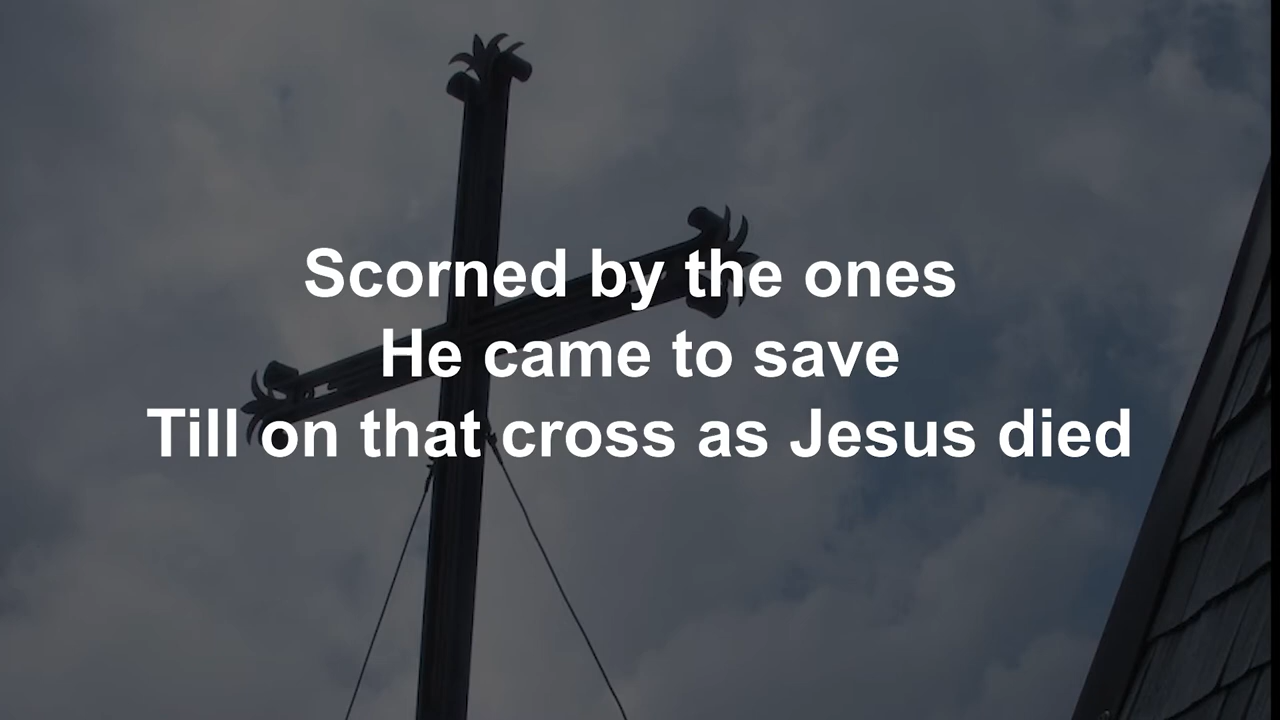 Scorned by the ones
He came to save
Till on that cross as Jesus died